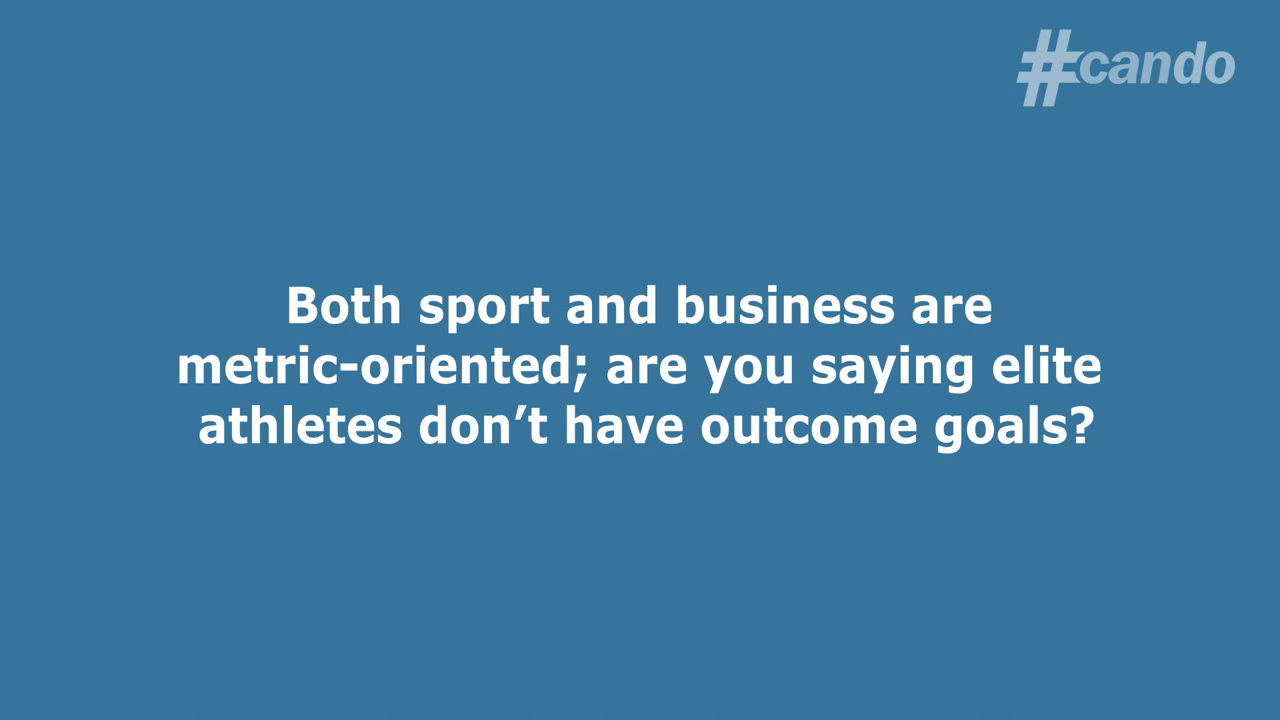 #cando
Both sport and business are
metric-oriented; are you saying elite
athletes don’t have outcome goals?